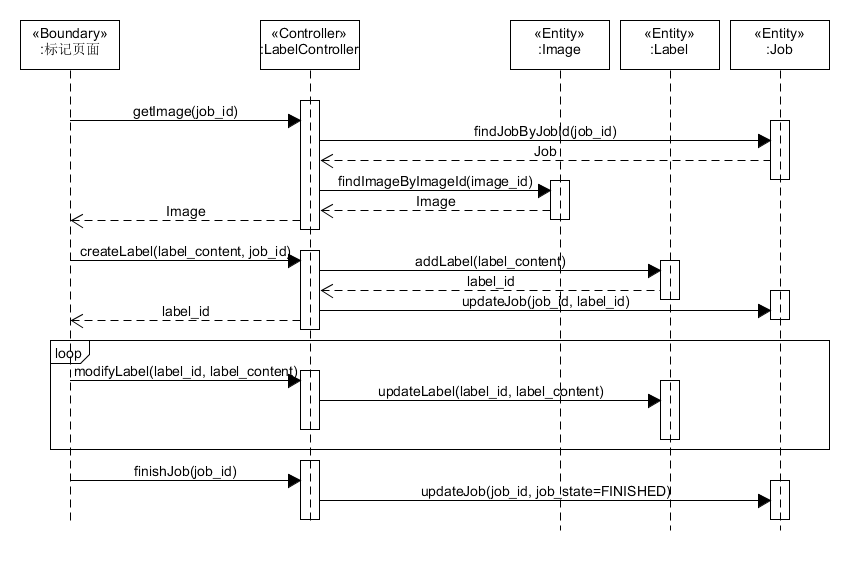 «Boundary»
:标记页面
«Controller»
:LabelController
«Entity»
:Image
«Entity»
:Label
«Entity»
:Job
getImage(job_id)
findJobByJobId(job_id)
Job
findImageByImageId(image_id)
Image
Image
createLabel(label_content, job_id)
addLabel(label_content)
label_id
updateJob(job_id, label_id)
label_id
loop
modifyLabel(label_id, label_content)
updateLabel(label_id, label_content)
finishJob(job_id)
updateJob(job_id, job_state=FINISHED)